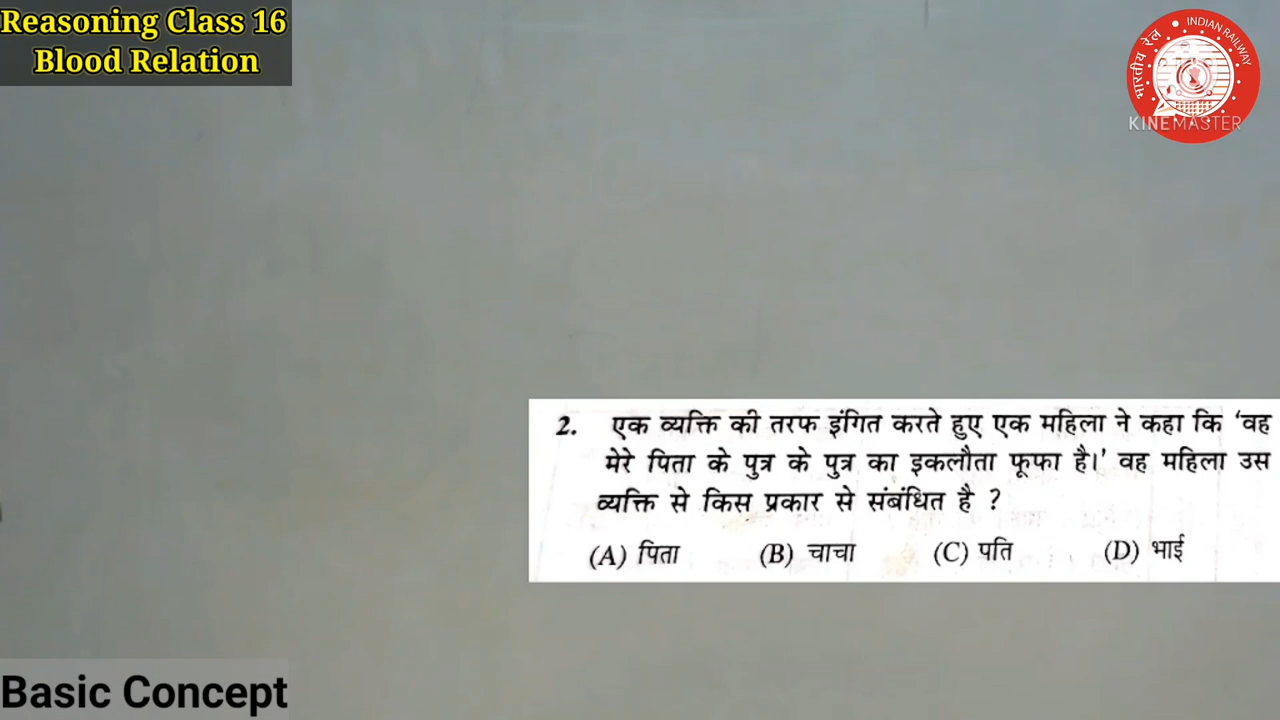 Reasoning Class 16
Blood Relation
भारतीय रेल
INDIAN RAILWAY
KINEMASTER
2. एक व्यक्ति की तरफ इंगित करते हुए एक महिला ने कहा कि 'वह
मेरे पिता के पुत्र के पुत्र का इकलौता फूफा है।' वह महिला उस
व्यक्ति से किस प्रकार से संबंधित है ?
(A) पिता (B) चाचा (C) पति (D) भाई
Basic Concept